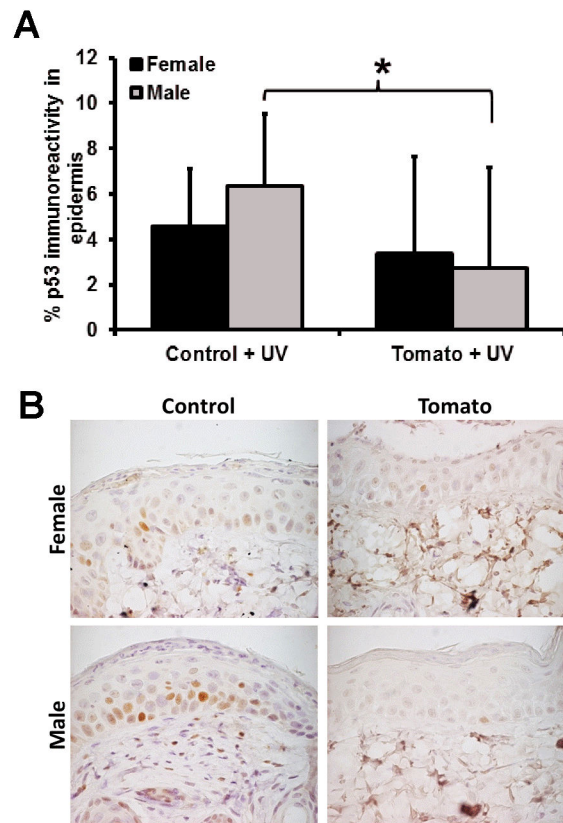 A
% p53 immunoreactivity in
epidermis
12
10
8
6
4
2
0
Female
Male
*
Control + UV
Tomato + UV
B
Control
Tomato
Female
Male